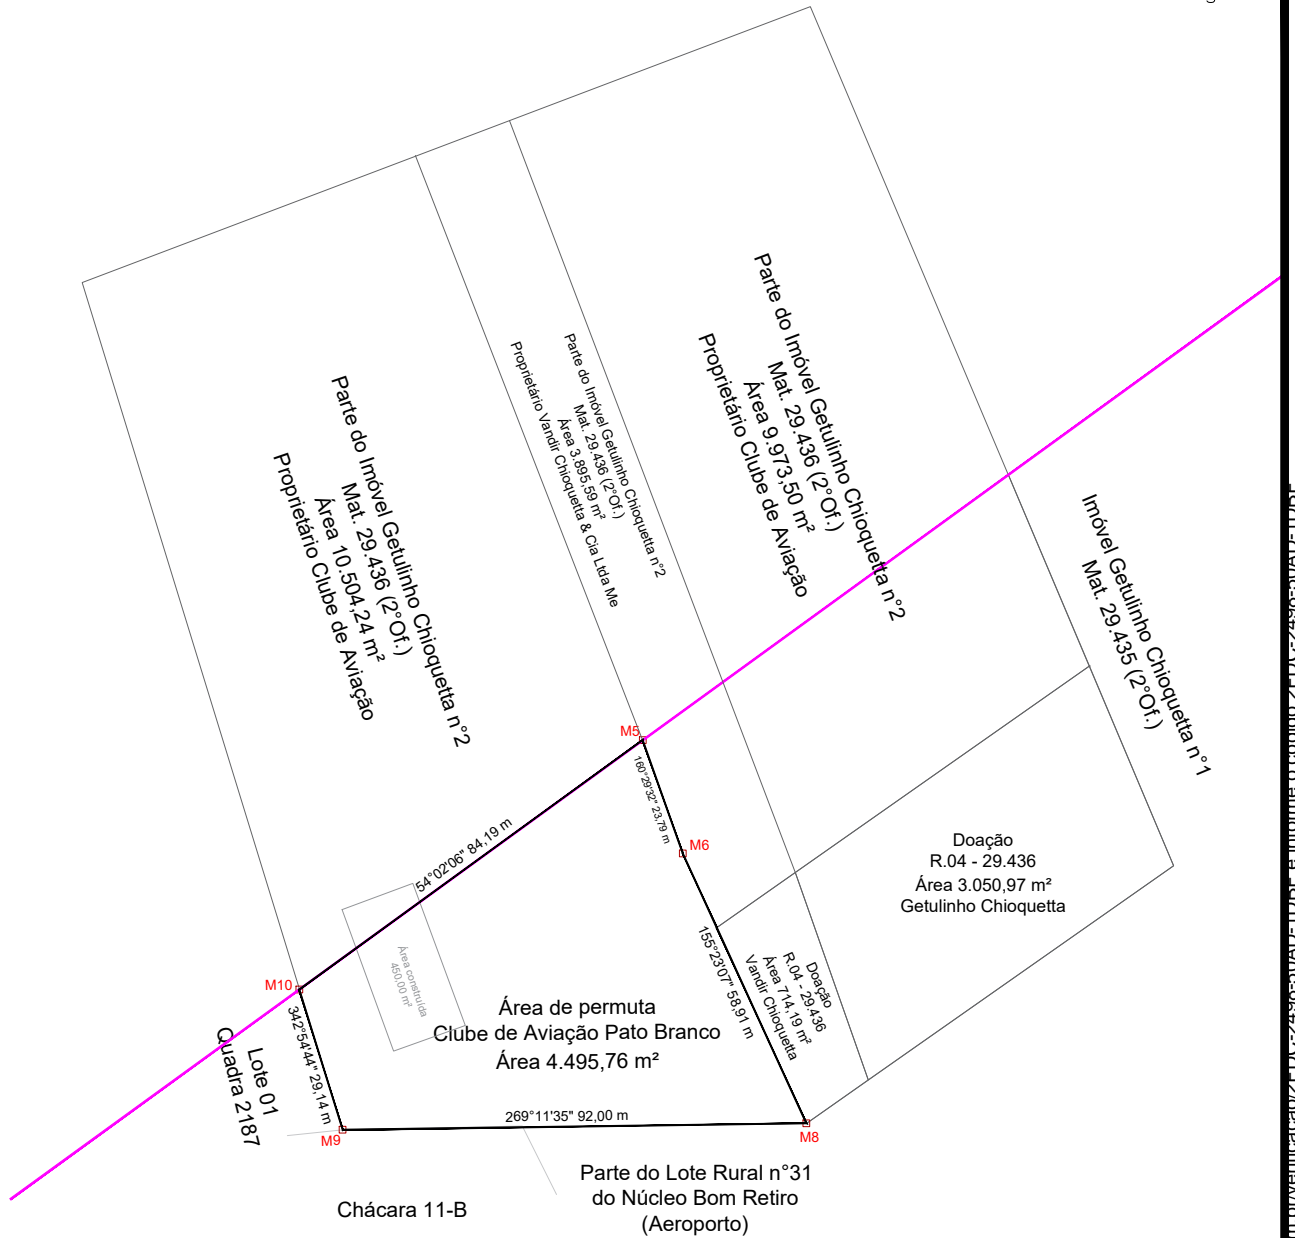 Parte do Imóvel Getulinho Chioquetta n°2
Mat. 29.436 (2°Of.)
Área 10.504,24 m²
Proprietário Clube de Aviação
Parte do Imóvel Getulinho Chioquetta n°2
Mat. 29.436 (2°Of.)
Área 3.895,59 m²
Proprietário Vandir Chioquetta & Cia Ltda Me
Parte do Imóvel Getulinho Chioquetta n°2
Mat. 29.436 (2°Of.)
Área 9.973,50 m²
Proprietário Clube de Aviação
Imóvel Getulinho Chioquetta n°1
Mat. 29.435 (2°Of.)
M5
160°29'32" 23,79 m
M6
54°02'06" 84,19 m
Doação
R.04 - 29.436
Área 3.050,97 m²
Getulinho Chioquetta
155°23'07" 58,91 m
Doação
R.04 - 29.436
Área 714,19 m²
Vandir Chioquetta
Área construída
450,00 m²
M10
342°54'44" 29,14 m
Área de permuta
Clube de Aviação Pato Branco
Área 4.495,76 m²
Lote 01
Quadra 2187
269°11'35" 92,00 m
M9
M8
Parte do Lote Rural n°31
do Núcleo Bom Retiro
(Aeroporto)
Chácara 11-B